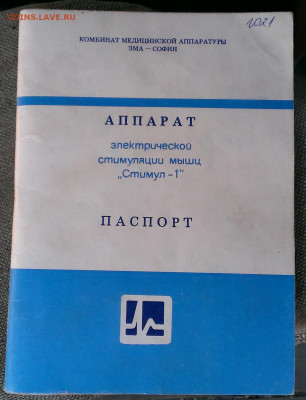 COINS.LAVE.RU
1021
КОМБИНАТ МЕДИЦИНСКОЙ АППАРАТУРЫ
ЗМА — СОФИЯ
АППАРАТ
электрической
стимуляции мышц
„Стимул-1"
ПАСПОРТ